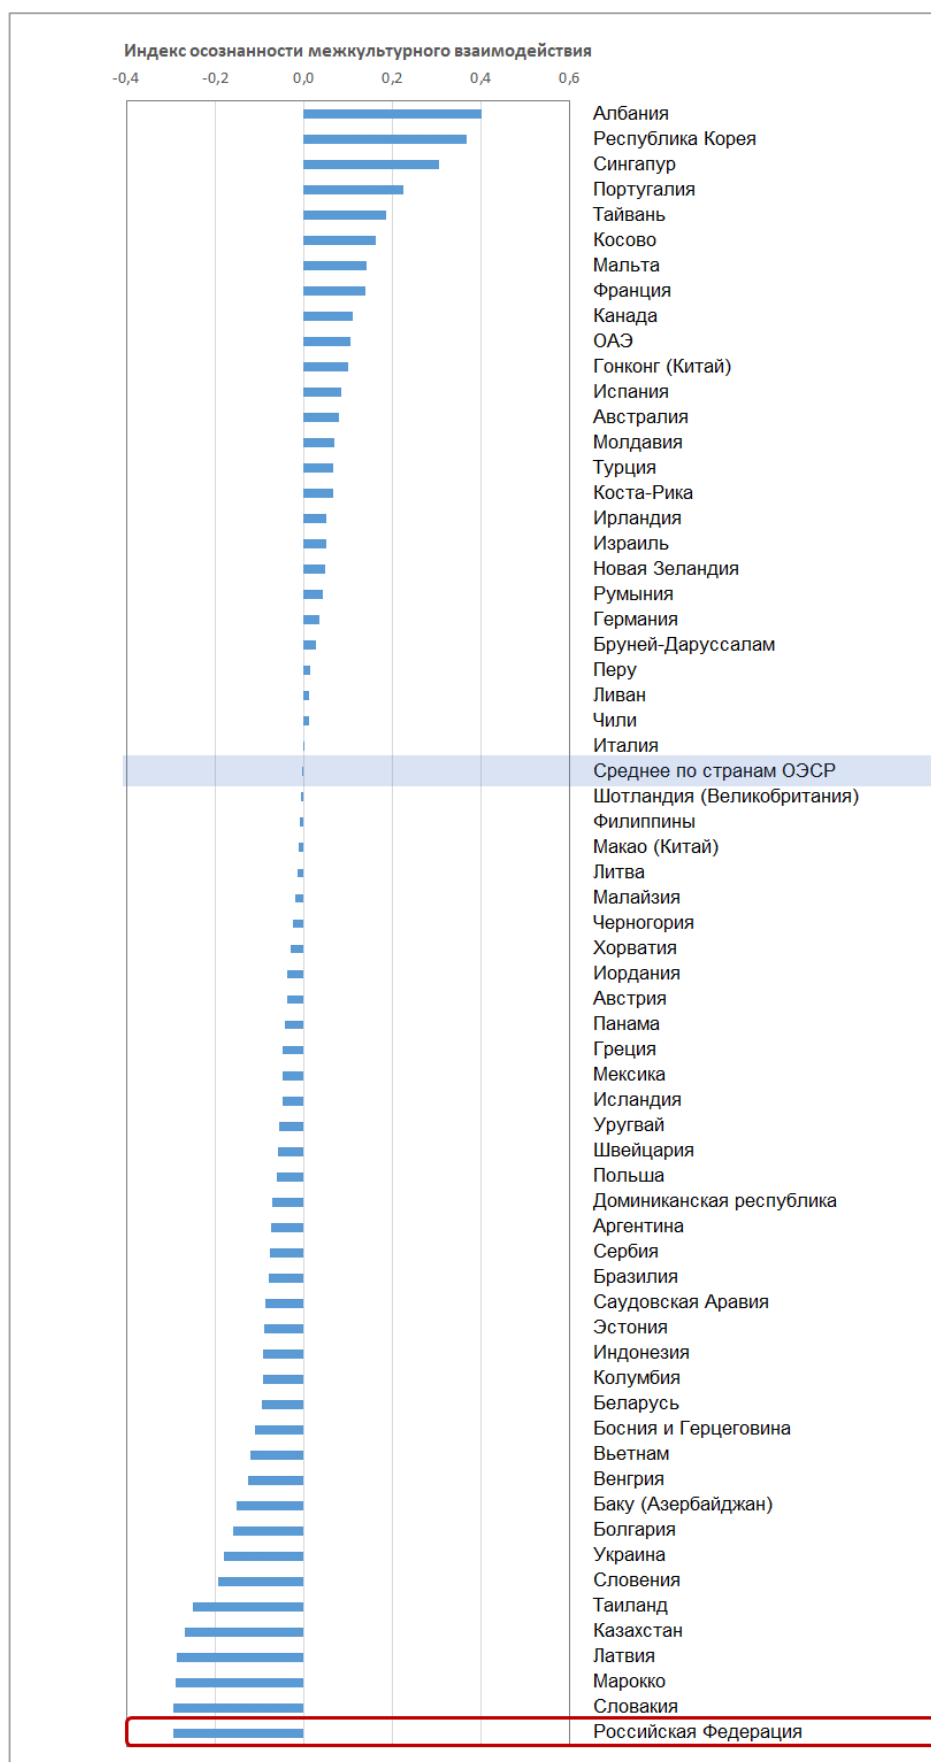 Индекс осознанности межкультурного взаимодействия
-0,4 -0,2 0,0 0,2 0,4 0,6
Албания
Республика Корея
Сингапур
Португалия
Тайвань
Косово
Мальта
Франция
Канада
ОАЭ
Гонконг (Китай)
Испания
Австралия
Молдавия
Турция
Коста-Рика
Ирландия
Израиль
Новая Зеландия
Румыния
Германия
Бруней-Даруссалам
Перу
Ливан
Чили
Италия
Среднее по странам ОЭСР
Шотландия (Великобритания)
Филиппины
Макао (Китай)
Литва
Малайзия
Черногория
Хорватия
Иордания
Австрия
Панама
Греция
Мексика
Исландия
Уругвай
Швейцария
Польша
Доминиканская республика
Аргентина
Сербия
Бразилия
Саудовская Аравия
Эстония
Индонезия
Колумбия
Беларусь
Босния и Герцеговина
Вьетнам
Венгрия
Баку (Азербайджан)
Болгария
Украина
Словения
Таиланд
Казахстан
Латвия
Марокко
Словакия
Российская Федерация